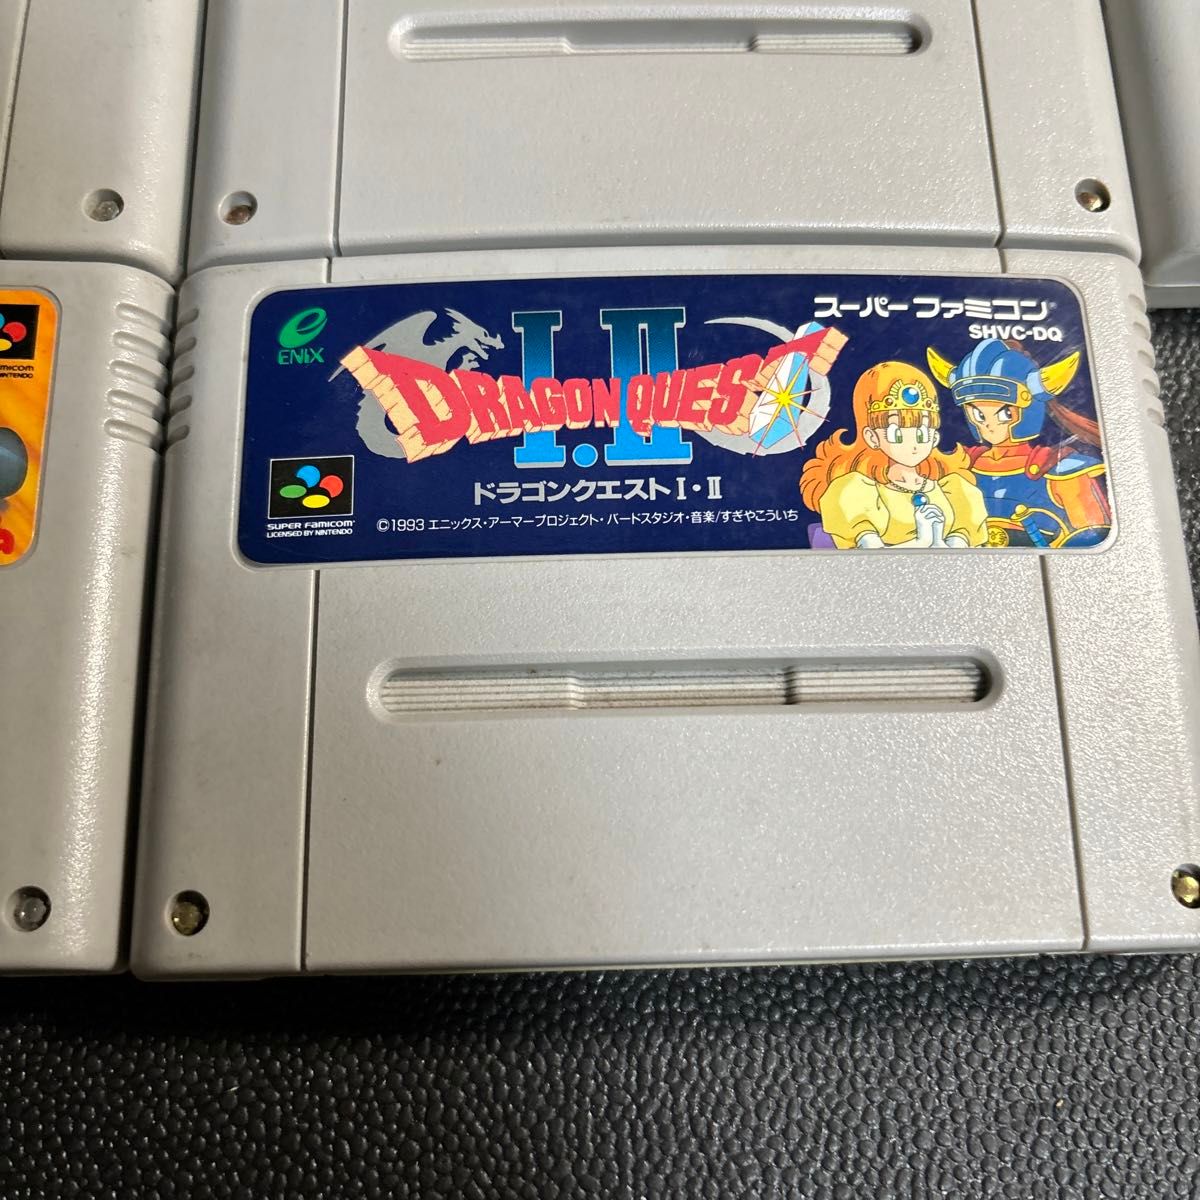 ENIX
I.II
DRAGON QUEST
スーパーファミコン®
SHVC-DQ
SUPER FAMICOM
LICENSED BY NINTENDO
ドラゴンクエストI・II
©1993 エニックス・アーマープロジェクト・バードスタジオ・音楽/すぎやまこういち